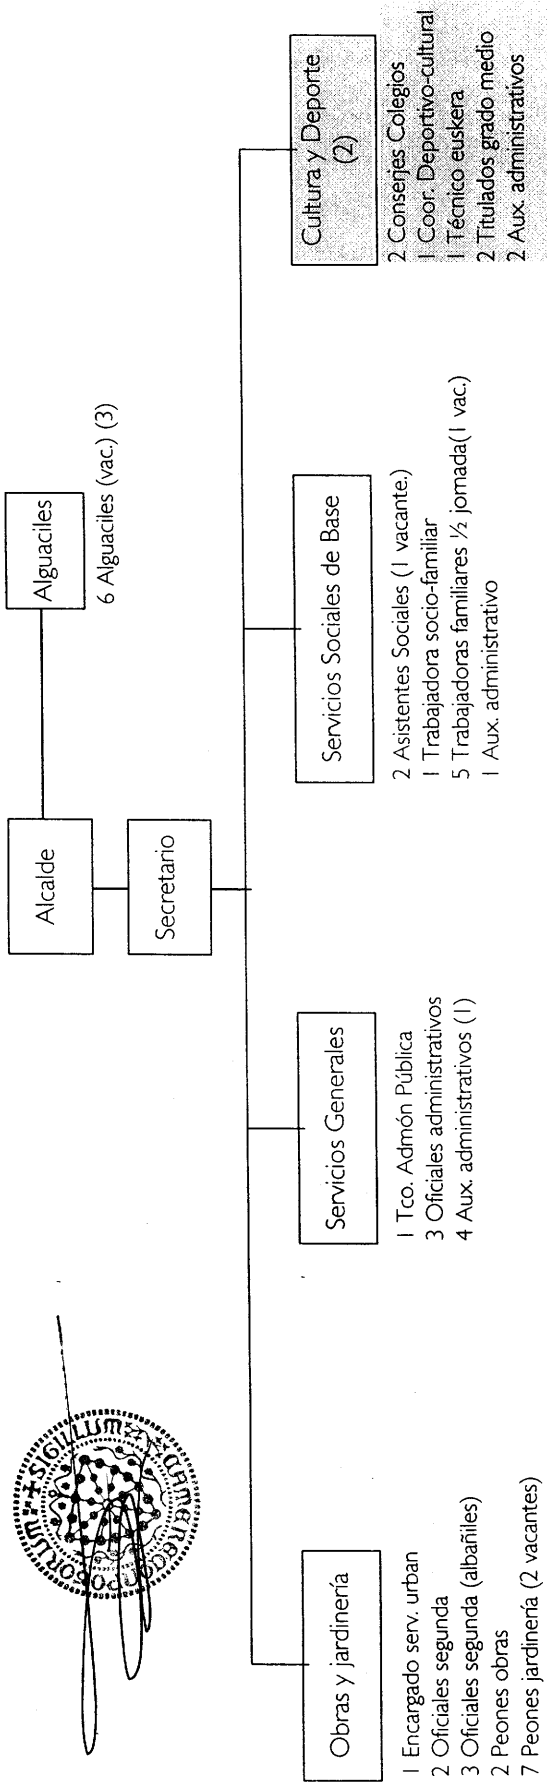 Alcalde
Alguaciles
6 Alguaciles (vac.) (3)
Secretario
Obras y jardinería
1 Encargado serv. urban
2 Oficiales segunda
3 Oficiales segunda (albañiles)
2 Peones obras
7 Peones jardinería (2 vacantes)
Servicios Generales
1 Tco. Admón Pública
3 Oficiales administrativos
4 Aux. administrativos (1)
Servicios Sociales de Base
2 Asistentes Sociales (1 vacante.)
1 Trabajadora socio-familiar
5 Trabajadoras familiares ½ jornada(1 vac.)
1 Aux. administrativo
Cultura y Deporte
(2)
2 Conserjes Colegios
1 Coor. Deportivo-cultural
1 Técnico euskera
2 Titulados grado medio
2 Aux. administrativos
SIGILLUM